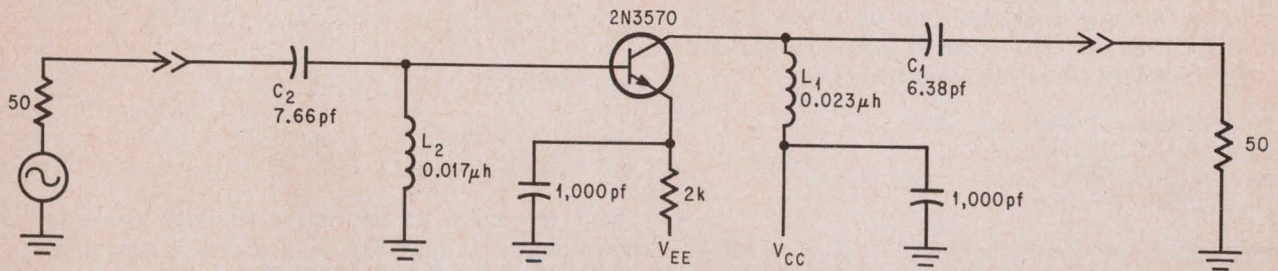 2N3570
50
C2
7.66pf
L2
0.017μh
1,000pf
2k
VEE
L1
0.023μh
VCC
C1
6.38pf
1,000pf
50